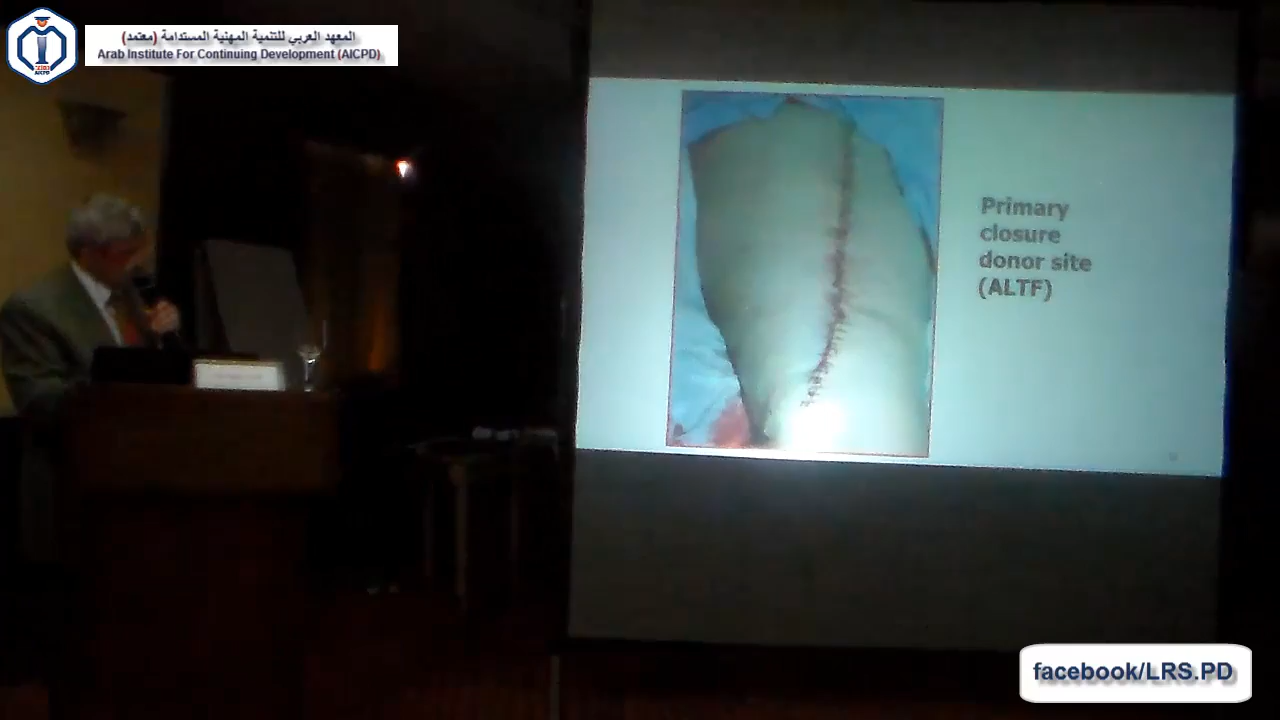 المعهد العربي للتنمية المهنية المستدامة (معتمد)
Arab Institute For Continuing Development (AICPD)
AICPD
Primary
closure
donor site
(ALTF)
facebook/LRS.PD